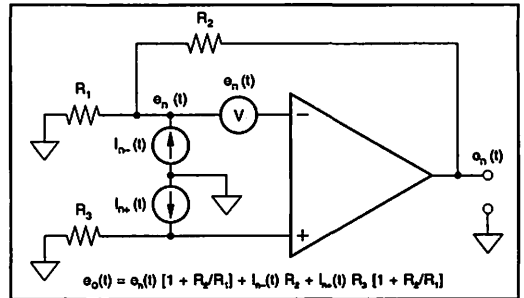 R₂
R₁
eₙ (t)
eₙ (t)
V
−
Iₙ₋ (t)
oₙ (t)
Iₙ₊ (t)
R₃
+
e₀(t) = eₙ(t) [1 + R₂/R₁] + Iₙ₋(t) R₂ + Iₙ₊(t) R₃ [1 + R₂/R₁]